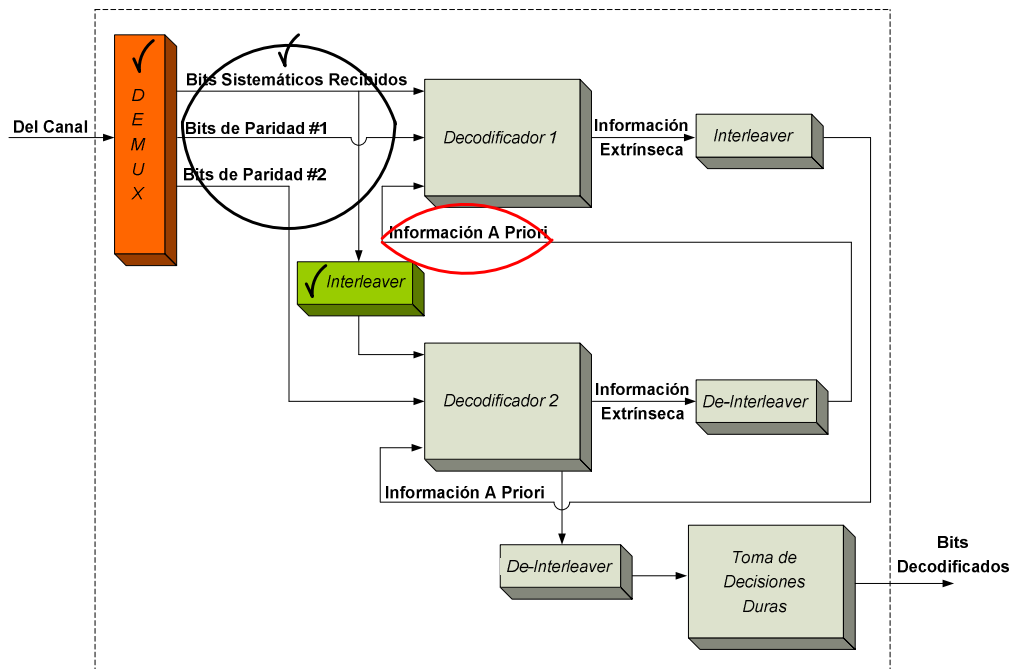 Bits Sistemáticos Recibidos
D
E
M
U
X
Del Canal
Bits de Paridad #1
Bits de Paridad #2
Decodificador 1
Información
Extrínseca
Interleaver
Información A Priori
Interleaver
Decodificador 2
Información
Extrínseca
De-Interleaver
Información A Priori
De-Interleaver
Toma de
Decisiones
Duras
Bits
Decodificados